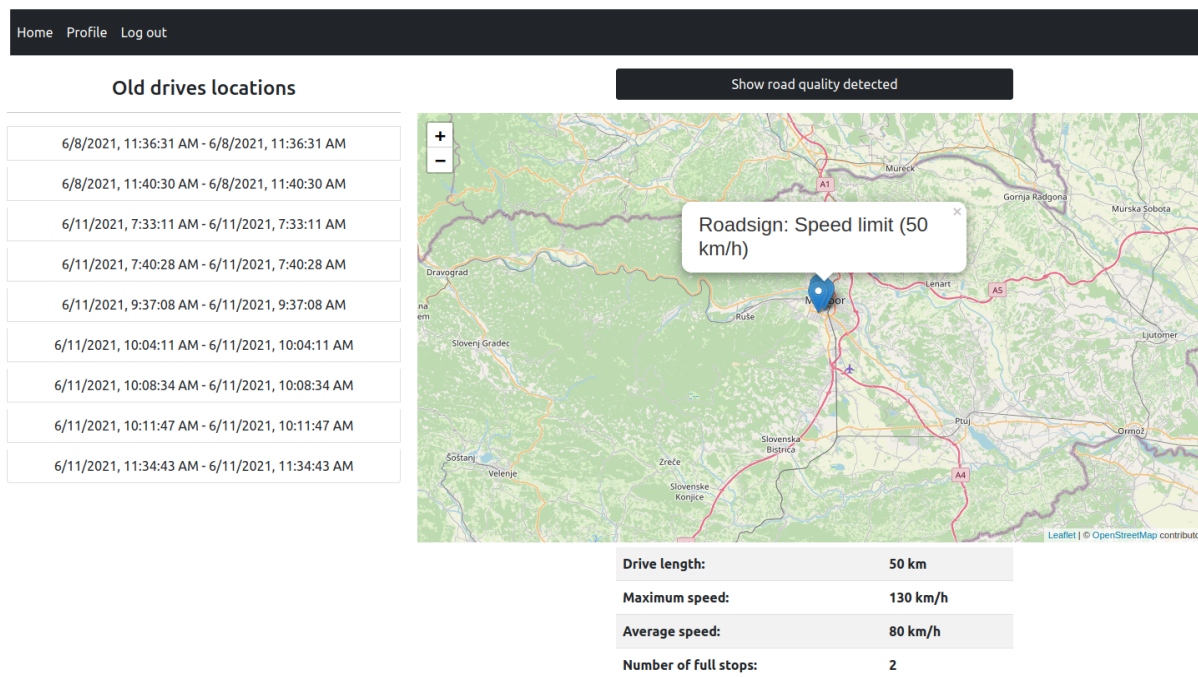 Home Profile Log out
Old drives locations
6/8/2021, 11:36:31 AM - 6/8/2021, 11:36:31 AM
6/8/2021, 11:40:30 AM - 6/8/2021, 11:40:30 AM
6/11/2021, 7:33:11 AM - 6/11/2021, 7:33:11 AM
6/11/2021, 7:40:28 AM - 6/11/2021, 7:40:28 AM
6/11/2021, 9:37:08 AM - 6/11/2021, 9:37:08 AM
6/11/2021, 10:04:11 AM - 6/11/2021, 10:04:11 AM
6/11/2021, 10:08:34 AM - 6/11/2021, 10:08:34 AM
6/11/2021, 10:11:47 AM - 6/11/2021, 10:11:47 AM
6/11/2021, 11:34:43 AM - 6/11/2021, 11:34:43 AM
Show road quality detected
+
−
Mureck
A1
Gornja Radgona
Murska Sobota
Roadsign: Speed limit (50
km/h)
×
Dravograd
Lenart
A5
Ruše
Slovenj Gradec
Ljutomer
Ptuj
Ormož
Slovenska
Bistrica
Šoštanj
Velenje
Zreče
A4
Slovenske
Konjice
Leaflet | © OpenStreetMap contributo
Drive length: 50 km
Maximum speed: 130 km/h
Average speed: 80 km/h
Number of full stops: 2